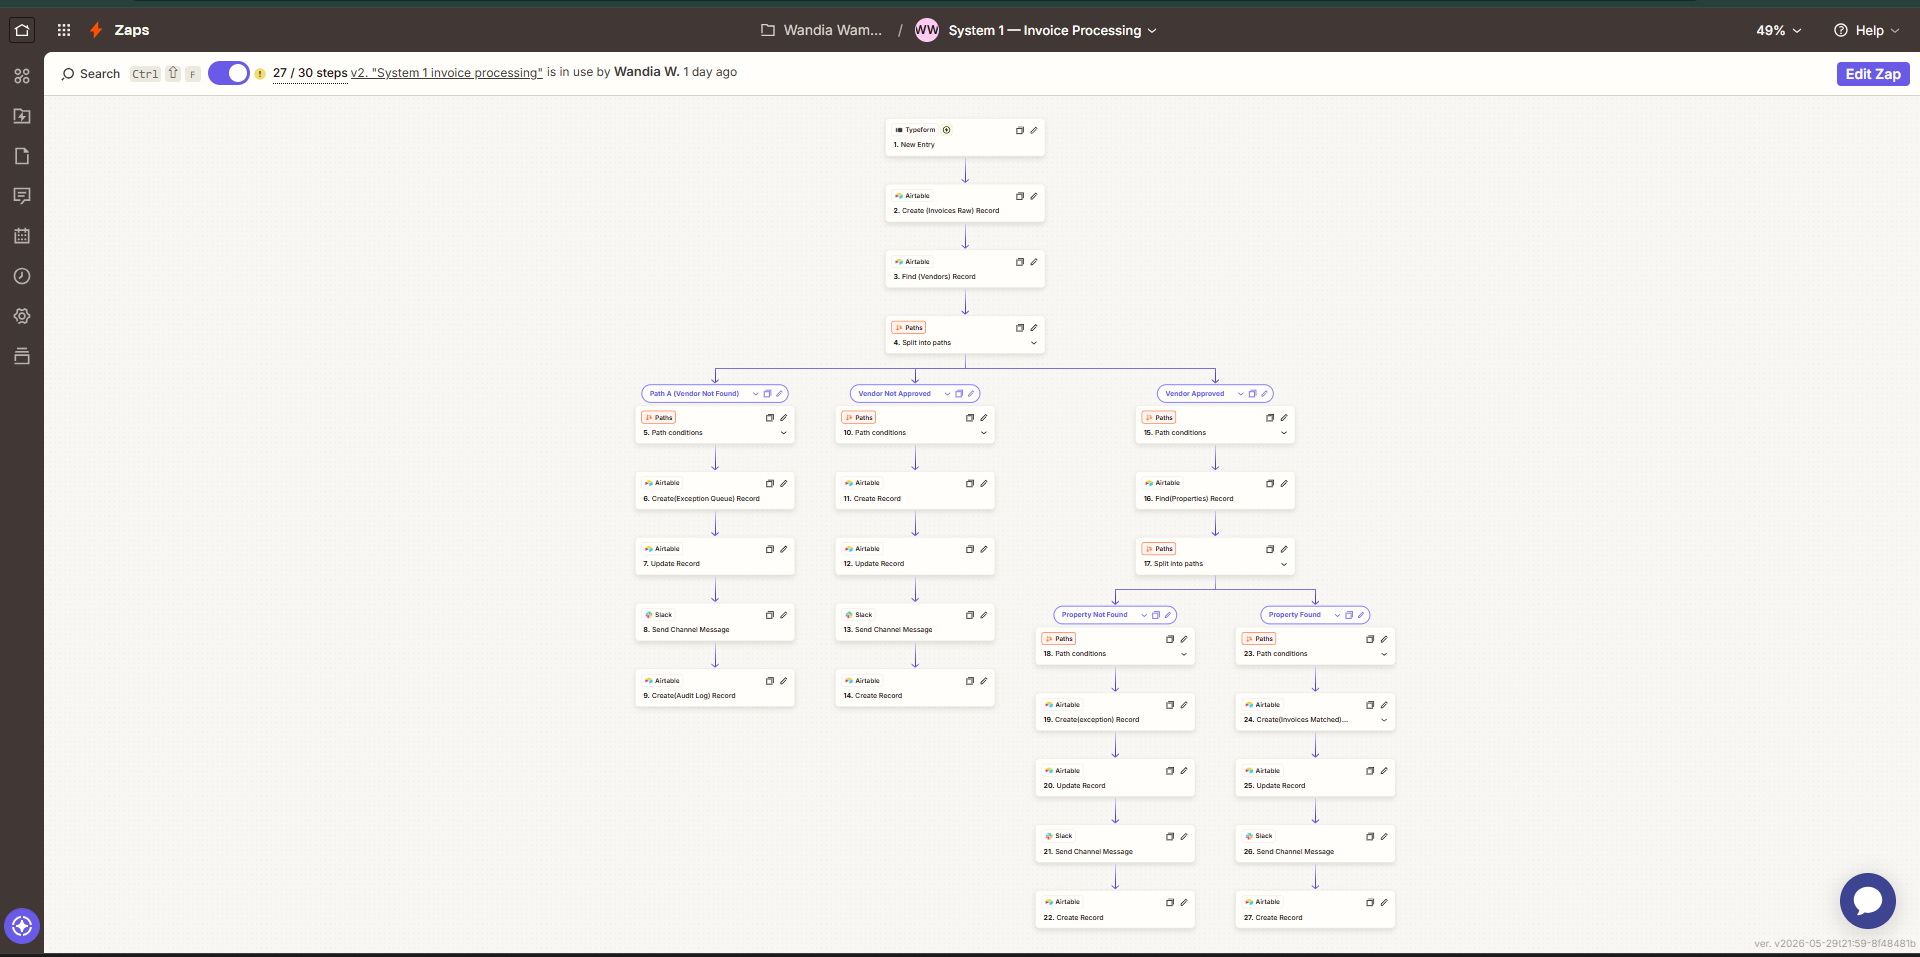 Zaps
Wandia Wam... / WW System 1 — Invoice Processing
49%
Help
Search Ctrl ⇧ F
27 / 30 steps v2. "System 1 invoice processing" is in use by Wandia W. 1 day ago
Edit Zap
Typeform
1. New Entry
Airtable
2. Create (Invoices Raw) Record
Airtable
3. Find (Vendors) Record
Paths
4. Split into paths
Path A (Vendor Not Found)
Paths
5. Path conditions
Airtable
6. Create(Exception Queue) Record
Airtable
7. Update Record
Slack
8. Send Channel Message
Airtable
9. Create(Audit Log) Record
Vendor Not Approved
Paths
10. Path conditions
Airtable
11. Create Record
Airtable
12. Update Record
Slack
13. Send Channel Message
Airtable
14. Create Record
Vendor Approved
Paths
15. Path conditions
Airtable
16. Find(Properties) Record
Paths
17. Split into paths
Property Not Found
Paths
18. Path conditions
Airtable
19. Create(exception) Record
Airtable
20. Update Record
Slack
21. Send Channel Message
Airtable
22. Create Record
Property Found
Paths
23. Path conditions
Airtable
24. Create(Invoices Matched)...
Airtable
25. Update Record
Slack
26. Send Channel Message
Airtable
27. Create Record
ver. v2026-05-29t21:59-8f48481b